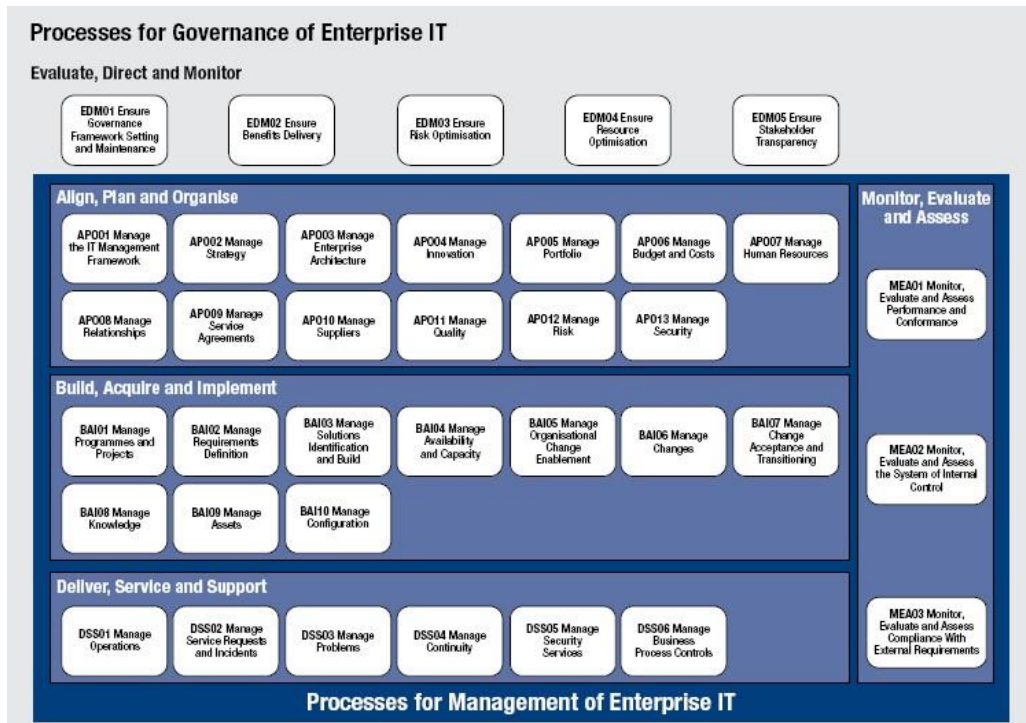 Processes for Governance of Enterprise IT
Evaluate, Direct and Monitor
EDM01 Ensure
Governance
Framework Setting
and Maintenance
EDM02 Ensure
Benefits Delivery
EDM03 Ensure
Risk Optimisation
EDM04 Ensure
Resource
Optimisation
EDM05 Ensure
Stakeholder
Transparency
Align, Plan and Organise
APO01 Manage
the IT Management
Framework
APO02 Manage
Strategy
APO03 Manage
Enterprise
Architecture
APO04 Manage
Innovation
APO05 Manage
Portfolio
APO06 Manage
Budget and Costs
APO07 Manage
Human Resources
APO08 Manage
Relationships
APO09 Manage
Service
Agreements
APO10 Manage
Suppliers
APO11 Manage
Quality
APO12 Manage
Risk
APO13 Manage
Security
Build, Acquire and Implement
BAI01 Manage
Programmes and
Projects
BAI02 Manage
Requirements
Definition
BAI03 Manage
Solutions
Identification
and Build
BAI04 Manage
Availability
and Capacity
BAI05 Manage
Organisational
Change
Enablement
BAI06 Manage
Changes
BAI07 Manage
Change
Acceptance and
Transitioning
BAI08 Manage
Knowledge
BAI09 Manage
Assets
BAI10 Manage
Configuration
Deliver, Service and Support
DSS01 Manage
Operations
DSS02 Manage
Service Requests
and Incidents
DSS03 Manage
Problems
DSS04 Manage
Continuity
DSS05 Manage
Security
Services
DSS06 Manage
Business
Process Controls
Monitor, Evaluate
and Assess
MEA01 Monitor,
Evaluate and Assess
Performance and
Conformance
MEA02 Monitor,
Evaluate and Assess
the System of Internal
Control
MEA03 Monitor,
Evaluate and Assess
Compliance With
External Requirements
Processes for Management of Enterprise IT